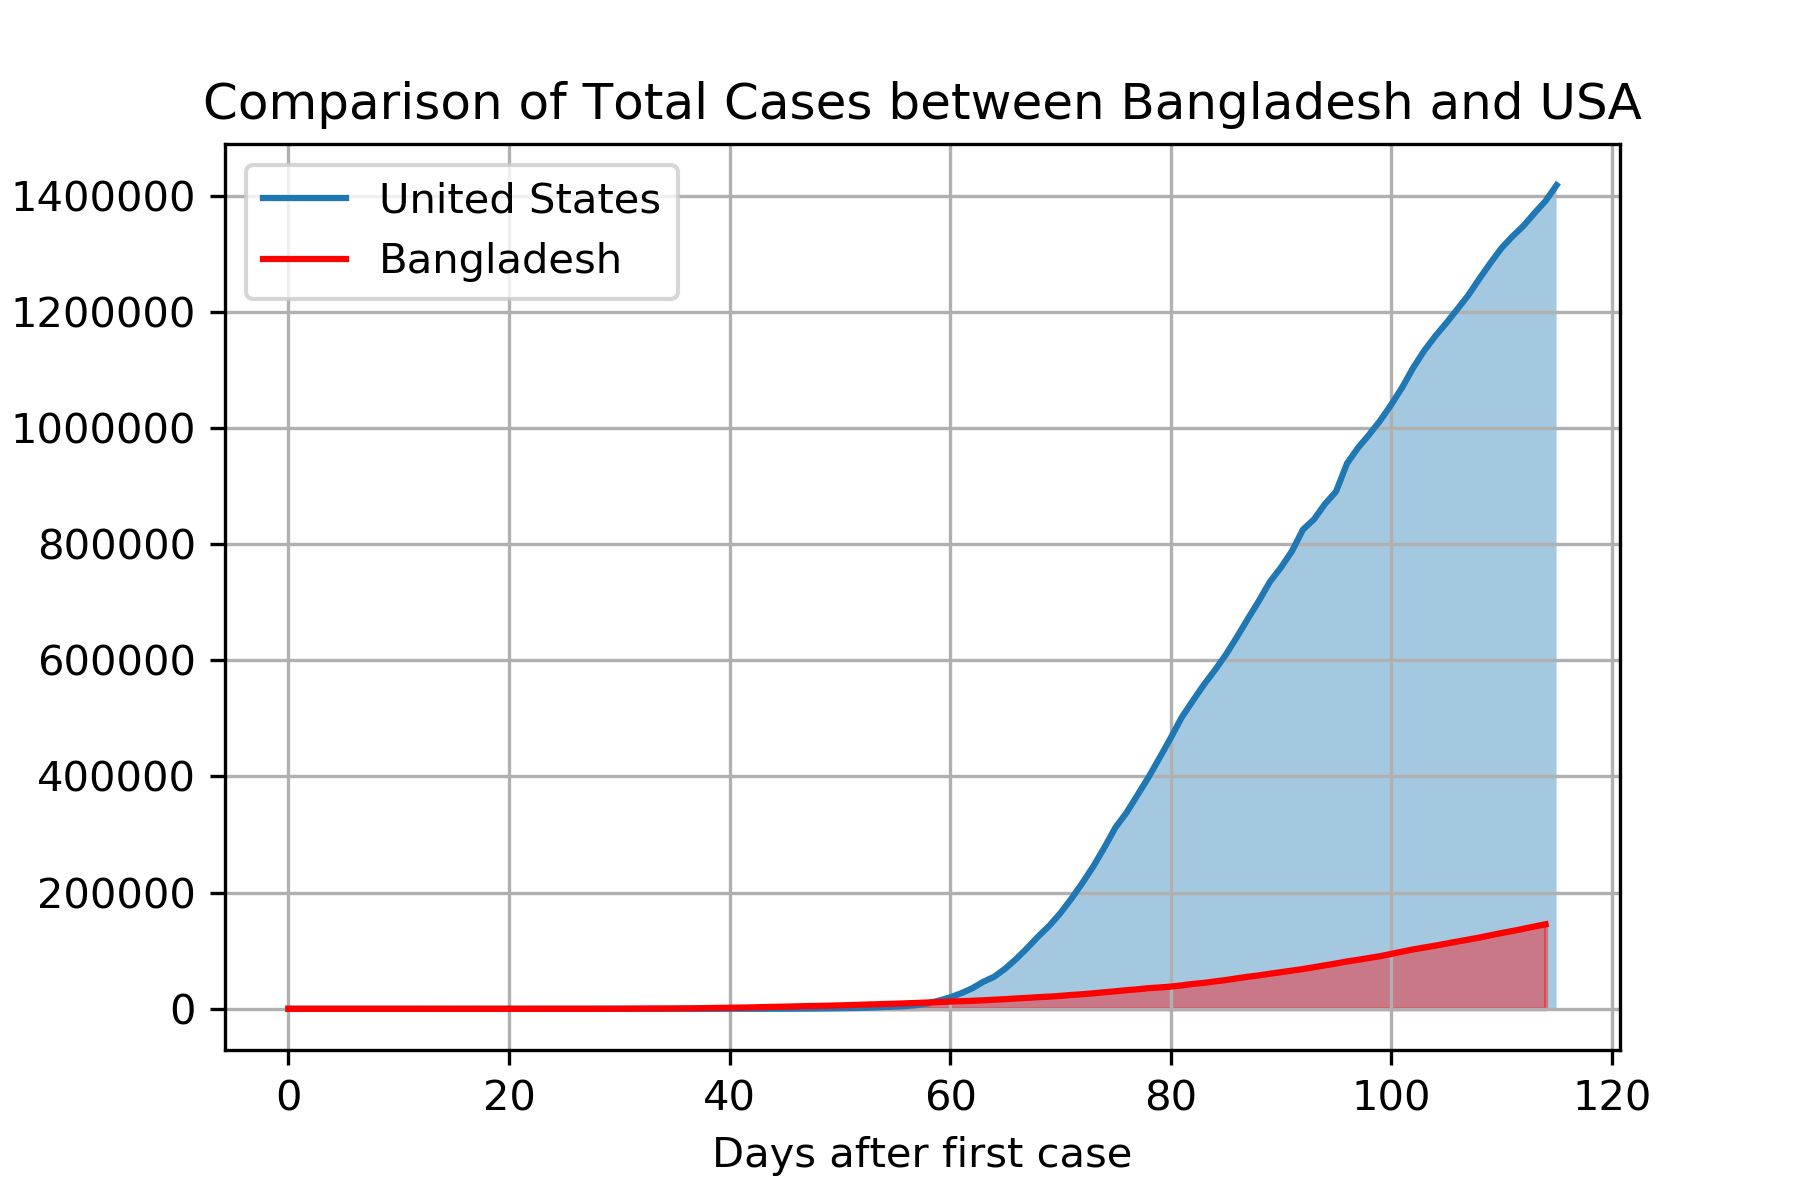 Comparison of Total Cases between Bangladesh and USA
United States
Bangladesh
1400000
1200000
1000000
800000
600000
400000
200000
0
0 20 40 60 80 100 120
Days after first case